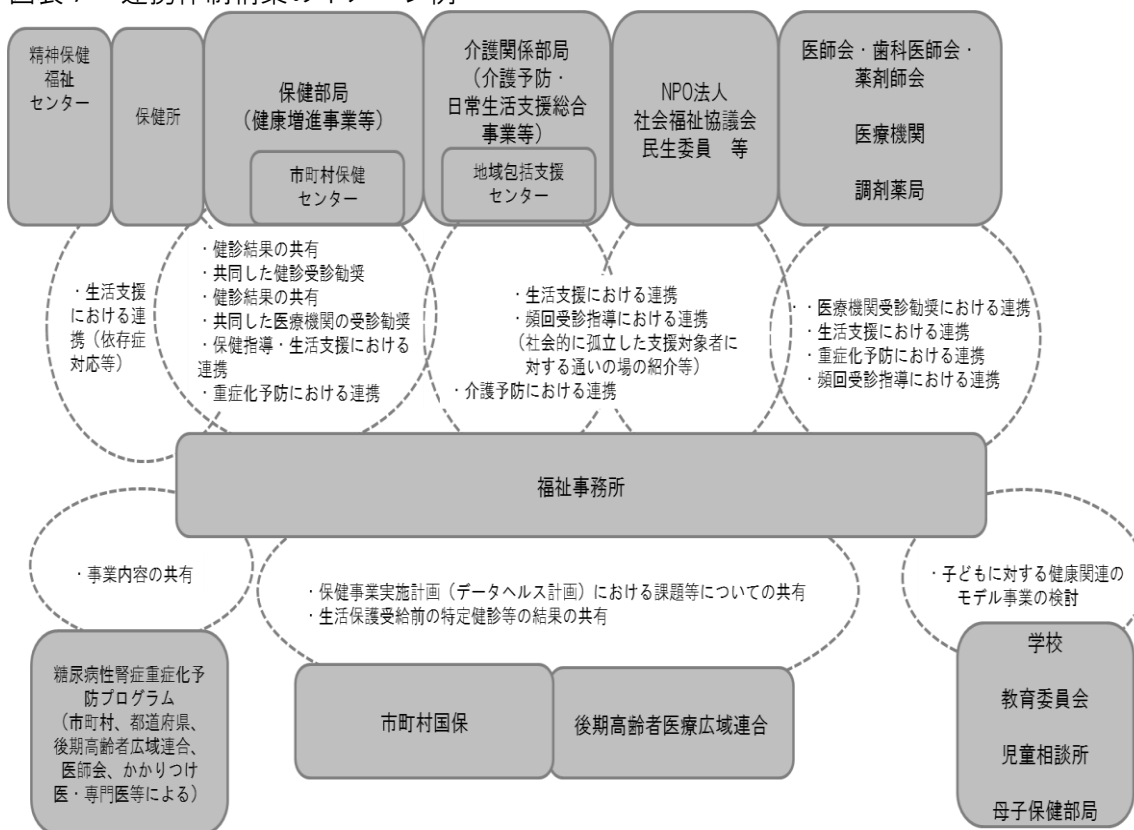 精神保健
福祉
センター
保健所
保健部局
（健康増進事業等）
市町村保健
センター
介護関係部局
（介護予防・
日常生活支援総合
事業等）
地域包括支援
センター
NPO法人
社会福祉協議会
民生委員　等
医師会・歯科医師会・
薬剤師会
医療機関
調剤薬局
・生活支援
における連
携（依存症
対応等）
・健診結果の共有
・共同した健診受診勧奨
・健診結果の共有
・共同した医療機関の受診勧奨
・保健指導・生活支援における
連携
・重症化予防における連携
・生活支援における連携
・頻回受診指導における連携
（社会的に孤立した支援対象者に
対する通いの場の紹介等）
・介護予防における連携
・医療機関受診勧奨における連携
・生活支援における連携
・重症化予防における連携
・頻回受診指導における連携
福祉事務所
・事業内容の共有
・保健事業実施計画（データヘルス計画）における課題等についての共有
・生活保護受給前の特定健診等の結果の共有
・子どもに対する健康関連の
モデル事業の検討
糖尿病性腎症重症化予
防プログラム
（市町村、都道府県、
後期高齢者広域連合、
医師会、かかりつけ
医・専門医等による）
市町村国保
後期高齢者医療広域連合
学校
教育委員会
児童相談所
母子保健部局